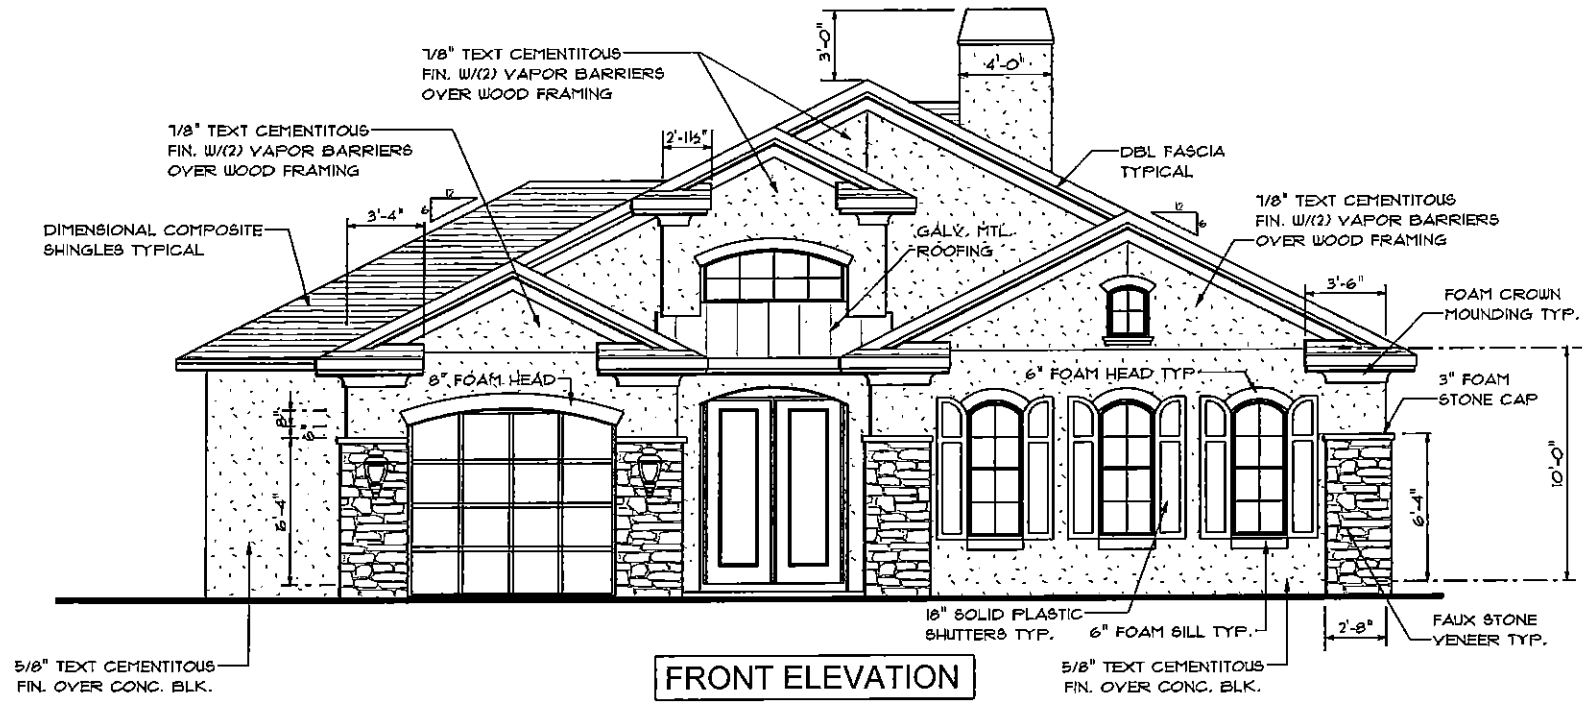 3'-0"
4'-0"
7/8" TEXT CEMENTITOUS
FIN. W/(2) VAPOR BARRIERS
OVER WOOD FRAMING
7/8" TEXT CEMENTITOUS
FIN. W/(2) VAPOR BARRIERS
OVER WOOD FRAMING
2'-1½"
DBL FASCIA
TYPICAL
12
6
3'-4"
DIMENSIONAL COMPOSITE
SHINGLES TYPICAL
12
6
7/8" TEXT CEMENTITOUS
FIN. W/(2) VAPOR BARRIERS
OVER WOOD FRAMING
GALV. MTL.
ROOFING
3'-6"
FOAM CROWN
MOUNDING TYP.
8" FOAM HEAD
6" FOAM HEAD TYP
3" FOAM
STONE CAP
8"
8"
6'-4"
6'-4"
10'-0"
18" SOLID PLASTIC
SHUTTERS TYP.
6" FOAM SILL TYP.
2'-8"
FAUX STONE
VENEER TYP.
5/8" TEXT CEMENTITOUS
FIN. OVER CONC. BLK.
FRONT ELEVATION
5/8" TEXT CEMENTITOUS
FIN. OVER CONC. BLK.